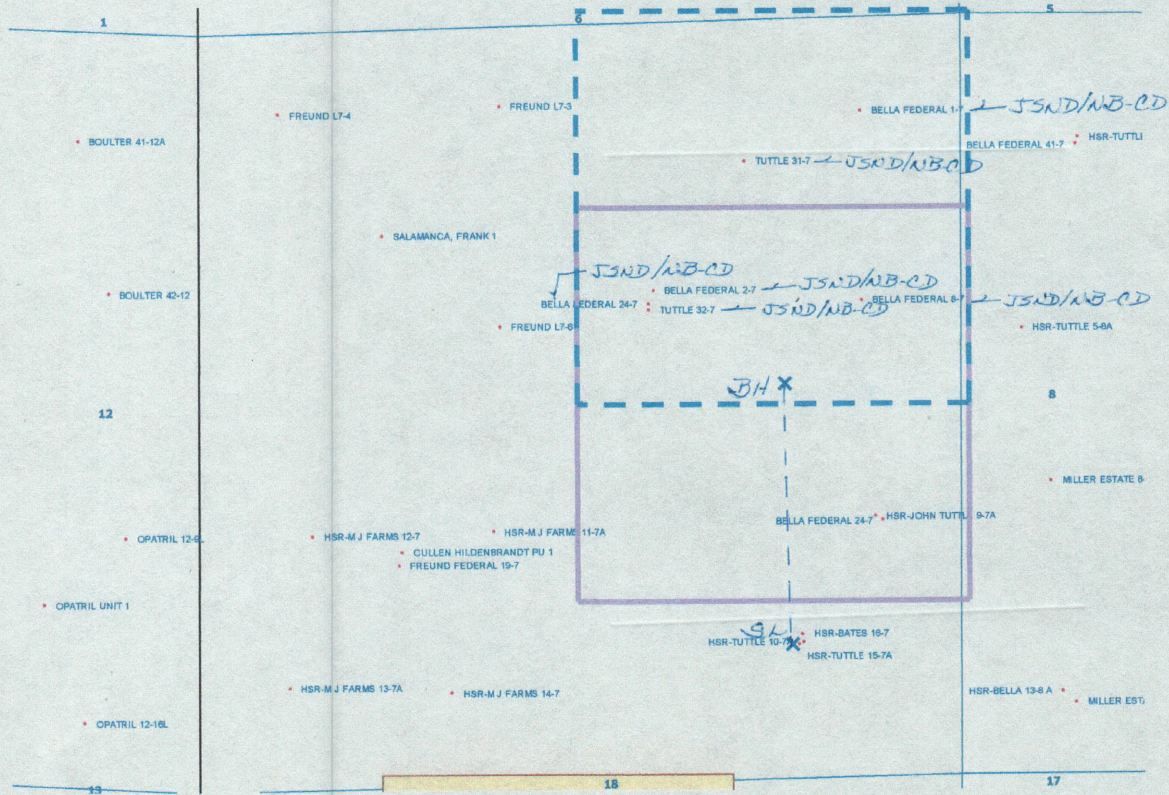 1
6
5
FREUND L7-4
FREUND L7-3
BELLA FEDERAL 1-7 JSND/NB-CD
BOULTER 41-12A
HSR-TUTTLI
BELLA FEDERAL 41-7
TUTTLE 31-7 JSND/NB-CD
SALAMANCA, FRANK 1
JSND/NB-CD
BOULTER 42-12
BELLA FEDERAL 2-7 JSND/NB-CD
BELLA FEDERAL 24-7
TUTTLE 32-7 JSND/NB-CD
BELLA FEDERAL 8-7 JSND/NB-CD
FREUND L7-6
HSR-TUTTLE 5-8A
BH
12
8
MILLER ESTATE 8-
BELLA FEDERAL 24-7
HSR-JOHN TUTTL 9-7A
OPATRIL 12-9L
HSR-M J FARMS 12-7
HSR-M J FARMS 11-7A
CULLEN HILDENBRANDT PU 1
FREUND FEDERAL 19-7
OPATRIL UNIT 1
SL
HSR-BATES 16-7
HSR-TUTTLE 10-7
HSR-TUTTLE 15-7A
HSR-M J FARMS 13-7A
HSR-M J FARMS 14-7
HSR-BELLA 13-8 A
MILLER EST
OPATRIL 12-16L
13
18
17